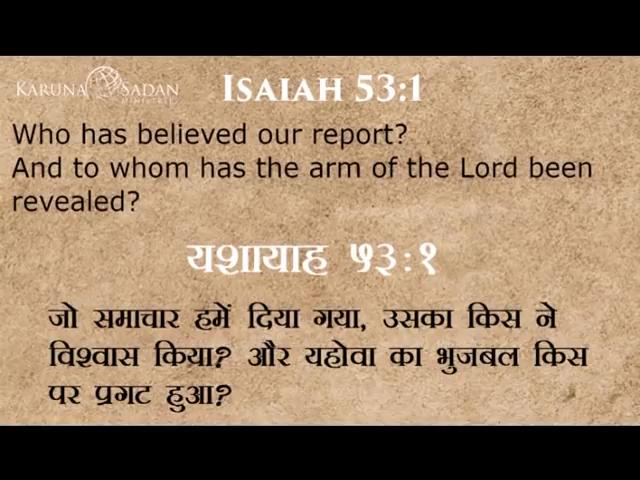 KARUNA SADAN
MINISTRIES
ISAIAH 53:1
Who has believed our report?
And to whom has the arm of the Lord been
revealed?
यशायाह ५३:१
जो समाचार हमें दिया गया, उसका किस ने
विश्वास किया? और यहोवा का भुजबल किस
पर प्रगट हुआ?